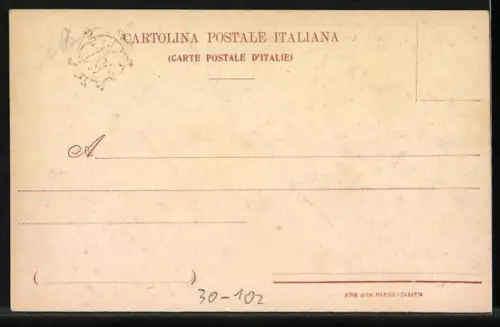 CARTOLINA POSTALE ITALIANA
(CARTE POSTALE D'ITALIE)
A
( )
30-102